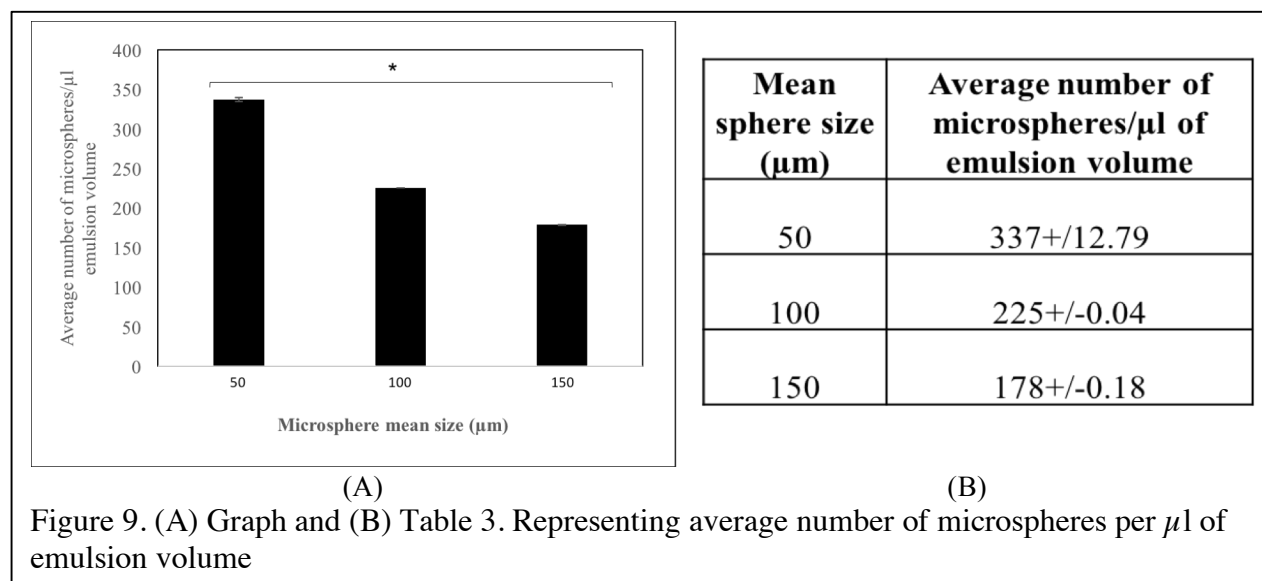 400
350
300
250
200
150
100
50
0
*
Average number of microspheres/µl
emulsion volume
50 100 150
Microsphere mean size (µm)
(A)
Mean
sphere size
(µm)
Average number of
microspheres/µl of
emulsion volume
50 337+/12.79
100 225+/-0.04
150 178+/-0.18
(B)
Figure 9. (A) Graph and (B) Table 3. Representing average number of microspheres per µl of
emulsion volume